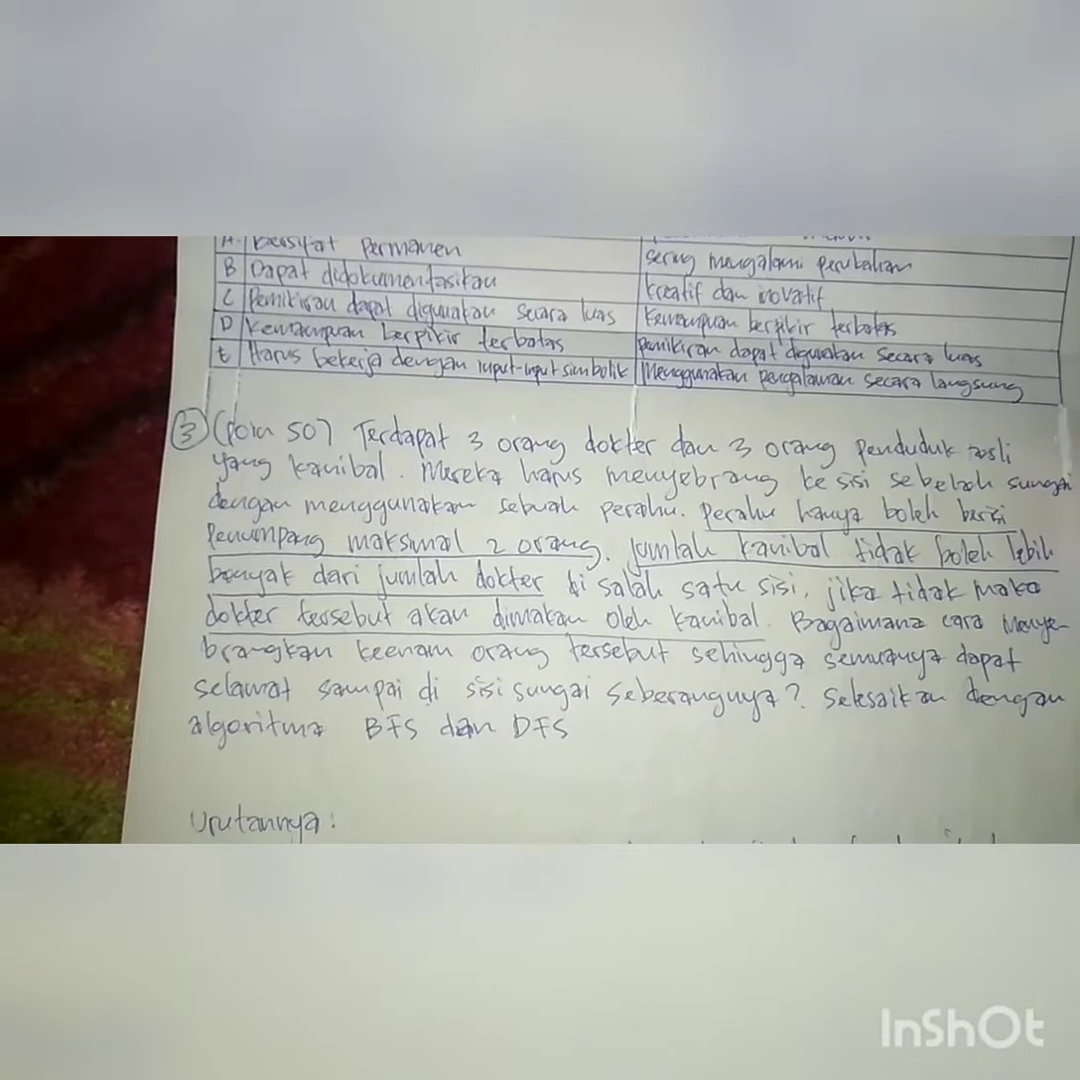 A. Bersifat Permanen
B Dapat didokumentasikan sering mengalami perubahan
C Pemikiran dapat digunakan secara luas kreatif dan inovatif
D Kemampuan berpikir terbatas Kemampuan berpikir terbatas
E Harus bekerja dengan input-input simbolik pemikiran dapat digunakan secara luas
Menggunakan pengalaman secara langsung
3 (poin 50) Terdapat 3 orang dokter dan 3 orang Penduduk asli
yang kanibal. Mereka harus menyebrang ke sisi sebelah sungai
dengan menggunakan sebuah perahu. Perahu hanya boleh berisi
Penumpang maksimal 2 orang. Jumlah kanibal tidak boleh lebih
banyak dari jumlah dokter di salah satu sisi, jika tidak maka
dokter tersebut akan dimakan oleh kanibal. Bagaimana cara menye-
brangkan keenam orang tersebut sehingga semuanya dapat
selamat sampai di sisi sungai seberangnya? Selesaikan dengan
algoritma BFS dan DFS
Urutannya:
InShOt